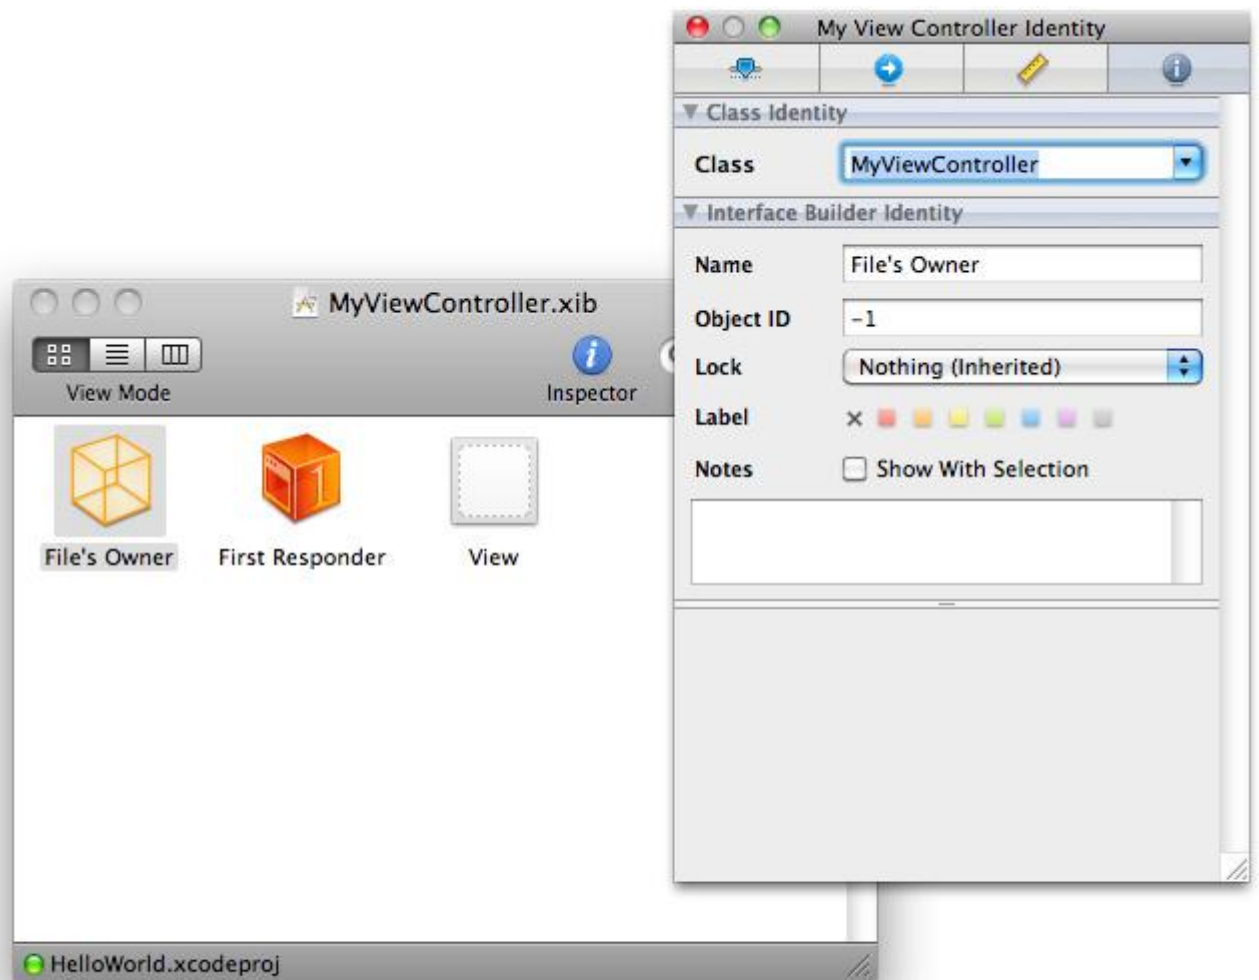 My View Controller Identity
Class Identity
Class MyViewController
Interface Builder Identity
Name File's Owner
Object ID -1
Lock Nothing (Inherited)
Label
Notes Show With Selection
MyViewController.xib
View Mode Inspector
1
File's Owner First Responder View
HelloWorld.xcodeproj